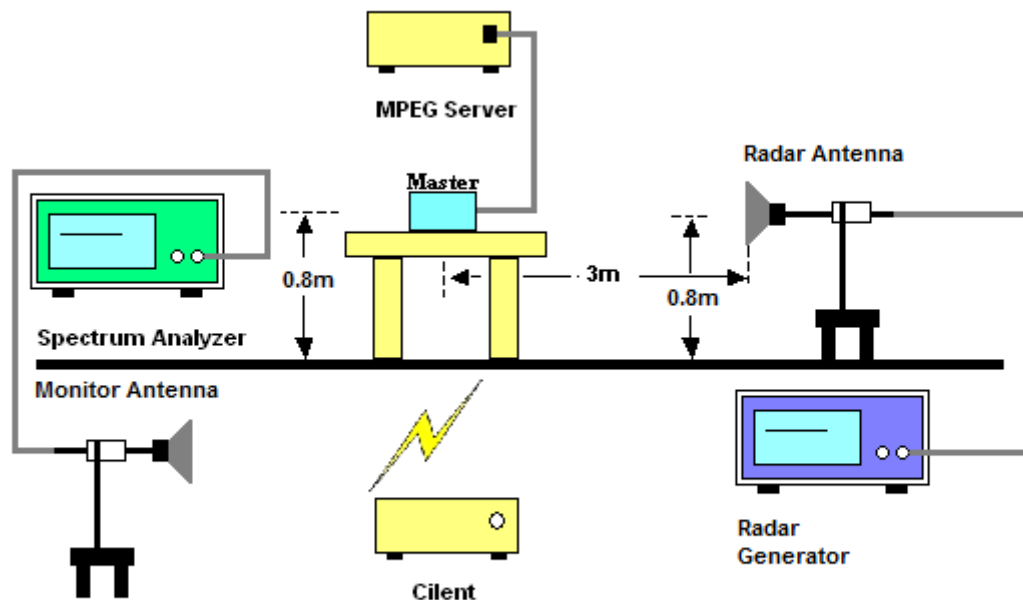 MPEG Server
Radar Antenna
Master
0.8m
3m
0.8m
Spectrum Analyzer
Monitor Antenna
Radar
Generator
Cilent